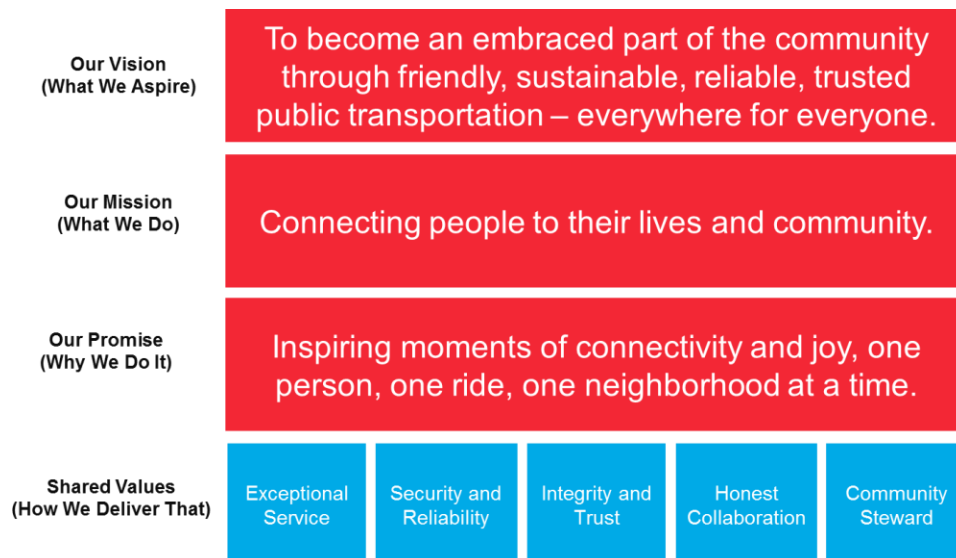 Our Vision
(What We Aspire)
To become an embraced part of the community
through friendly, sustainable, reliable, trusted
public transportation – everywhere for everyone.
Our Mission
(What We Do)
Connecting people to their lives and community.
Our Promise
(Why We Do It)
Inspiring moments of connectivity and joy, one
person, one ride, one neighborhood at a time.
Shared Values
(How We Deliver That)
Exceptional
Service
Security and
Reliability
Integrity and
Trust
Honest
Collaboration
Community
Steward